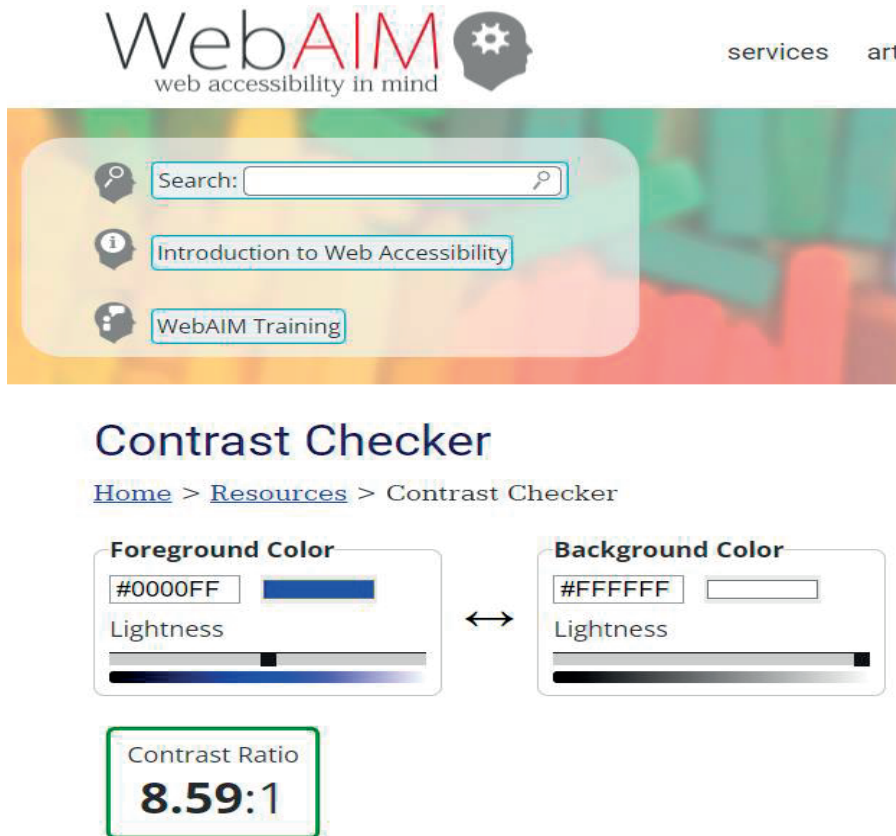 WebAIM
web accessibility in mind
services art
Search:
Introduction to Web Accessibility
WebAIM Training
Contrast Checker
Home > Resources > Contrast Checker
Foreground Color
#0000FF
Lightness
Background Color
#FFFFFF
Lightness
Contrast Ratio
8.59:1